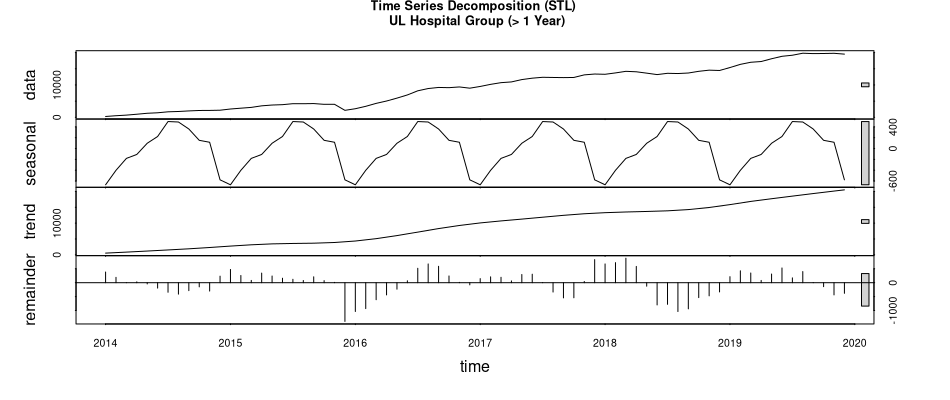 Time Series Decomposition (STL)
UL Hospital Group (> 1 Year)
data
0 10000
seasonal
-600 0 400
trend
0 10000
remainder
-1000 0
2014 2015 2016 2017 2018 2019 2020
time